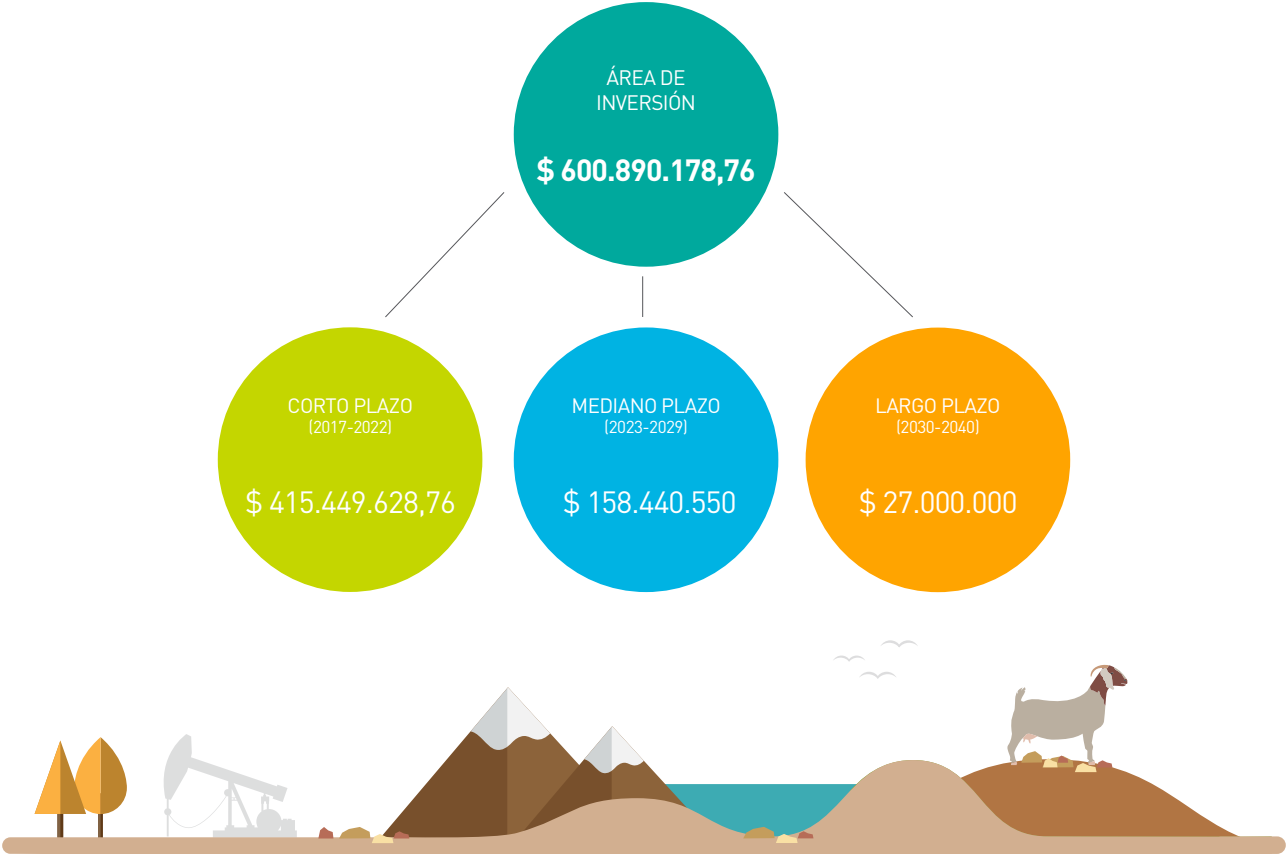 ÁREA DE
INVERSIÓN
$ 600.890.178,76
CORTO PLAZO
(2017-2022)
$ 415.449.628,76
MEDIANO PLAZO
(2023-2029)
$ 158.440.550
LARGO PLAZO
(2030-2040)
$ 27.000.000